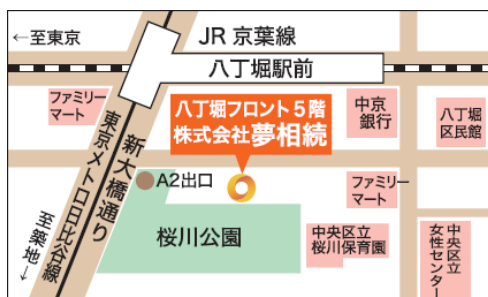 ←至東京
JR 京葉線
八丁堀駅前
ファミリー
マート
八丁堀フロント5階
株式会社夢相続
中京
銀行
八丁堀
区民館
新大橋通り
東京メトロ日比谷線
至築地→
A2出口
ファミリー
マート
桜川公園
中央区立
桜川保育園
中央区立
女性センター